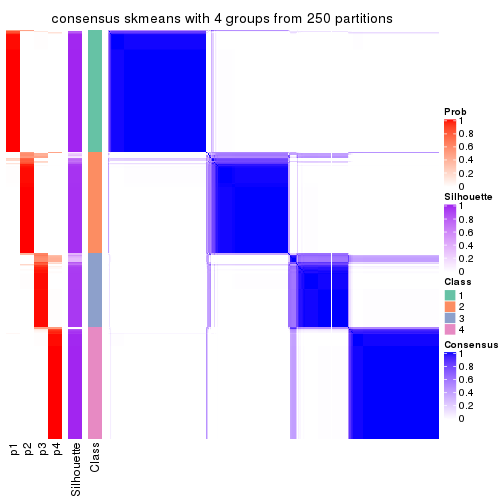 consensus skmeans with 4 groups from 250 partitions
Prob
1
0.8
0.6
0.4
0.2
0
Silhouette
1
0.8
0.6
0.4
0.2
0
Class
1
2
3
4
Consensus
1
0.8
0.6
0.4
0.2
0
p1
p2
p3
p4
Silhouette
Class